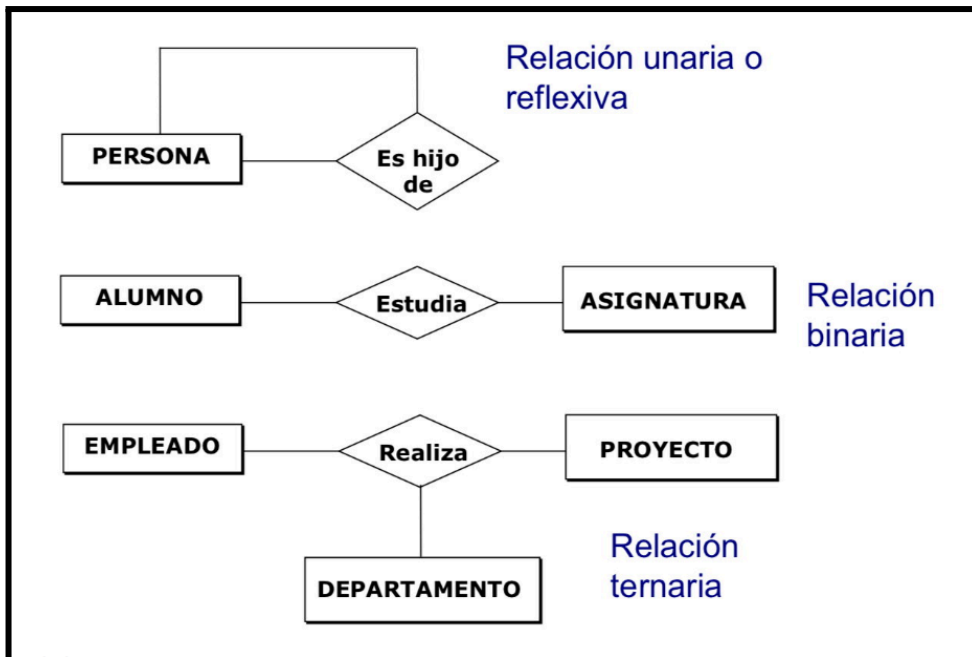 Relación unaria o
reflexiva
PERSONA
Es hijo
de
ALUMNO
Estudia
ASIGNATURA
Relación
binaria
EMPLEADO
Realiza
PROYECTO
Relación
ternaria
DEPARTAMENTO